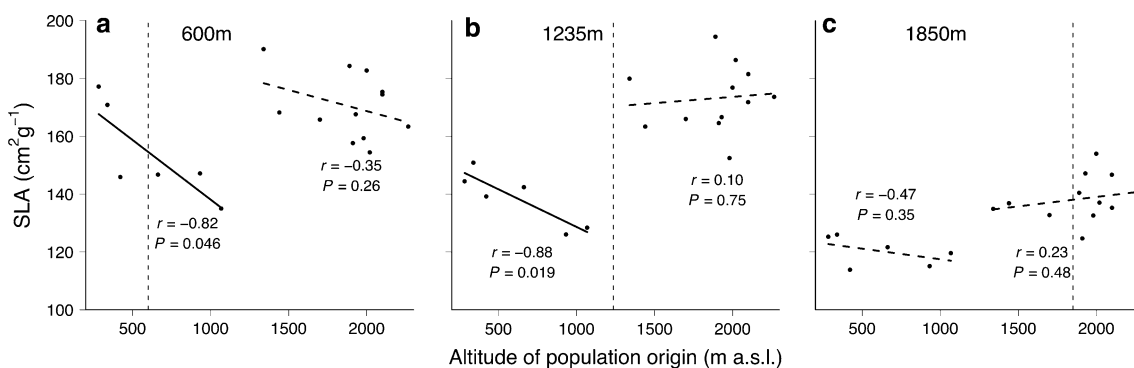 a
600m
b
1235m
c
1850m
SLA (cm²g⁻¹)
200
180
160
140
120
100
r = −0.35
P = 0.26
r = −0.82
P = 0.046
r = 0.10
P = 0.75
r = −0.88
P = 0.019
r = −0.47
P = 0.35
r = 0.23
P = 0.48
500 1000 1500 2000
500 1000 1500 2000
500 1000 1500 2000
Altitude of population origin (m a.s.l.)